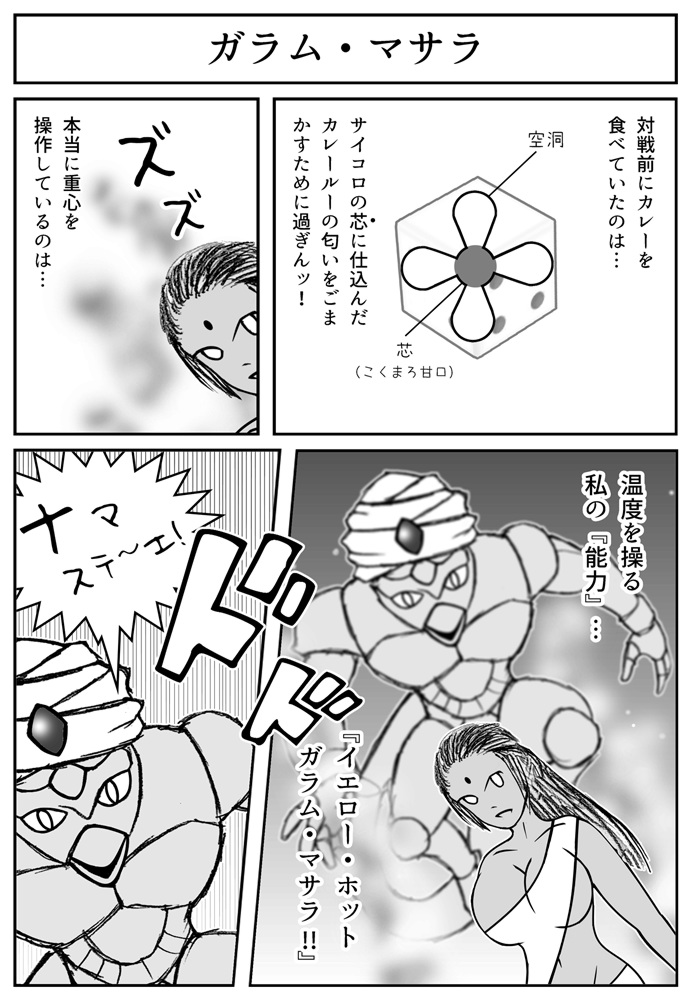 ガラム・マサラ
対戦前にカレーを
食べていたのは…
空洞
芯
(こくまろ甘口)
サイコロの芯に仕込んだ
カレールーの匂いをごま
かすために過ぎんッ!
ズズ
本当に重心を
操作しているのは…
温度を操る
私の『能力』…
『イエロー・ホット
ガラム・マサラ!!』
ドド
ナマ
ステ〜エ!